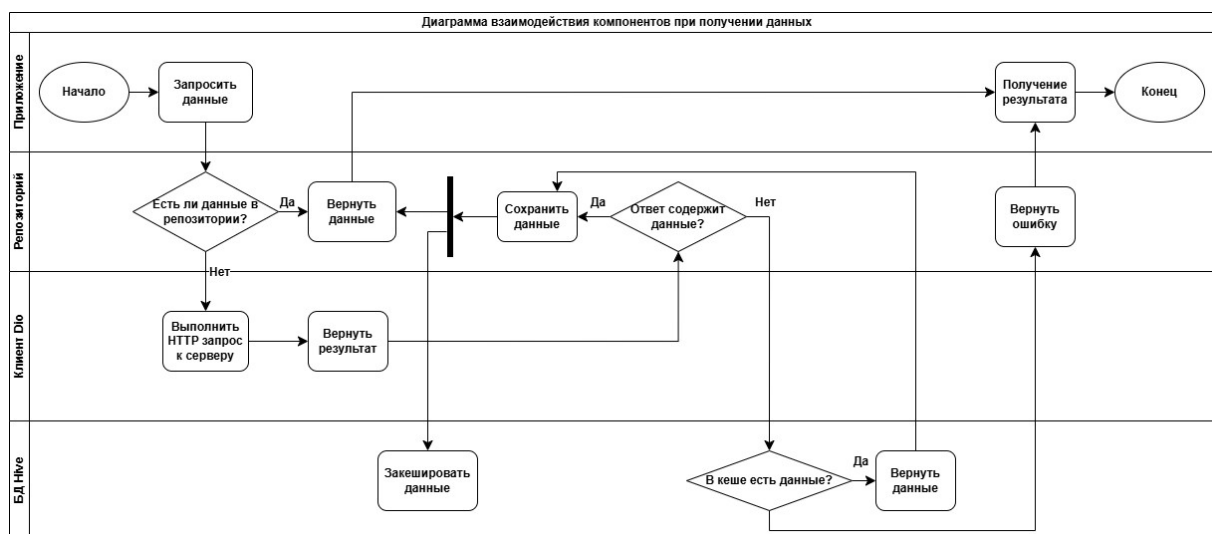 Диаграмма взаимодействия компонентов при получении данных
Приложение
Начало
Запросить
данные
Получение
результата
Конец
Репозиторий
Есть ли данные в
репозитории?
Да
Вернуть
данные
Сохранить
данные
Да
Ответ содержит
данные?
Нет
Вернуть
ошибку
Нет
Клиент Dio
Выполнить
HTTP запрос
к серверу
Вернуть
результат
БД Hive
Закешировать
данные
В кеше есть данные?
Да
Вернуть
данные